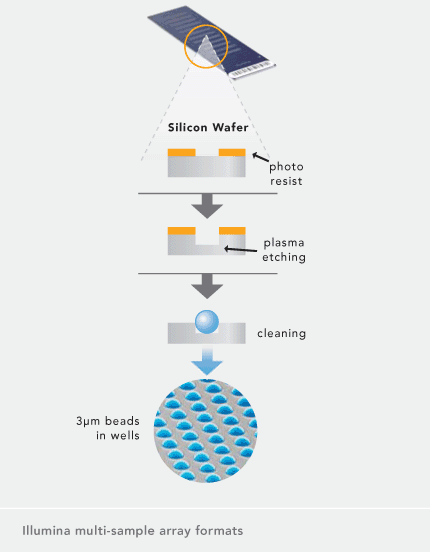 Silicon Wafer
photo
resist
plasma
etching
cleaning
3µm beads
in wells
Illumina multi-sample array formats